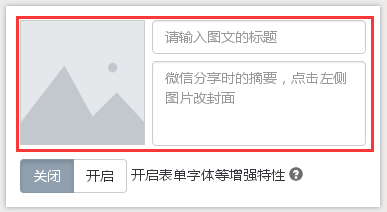 请输入图文的标题
微信分享时的摘要，点击左侧
图片改封面
关闭 开启 开启表单字体等增强特性 ?